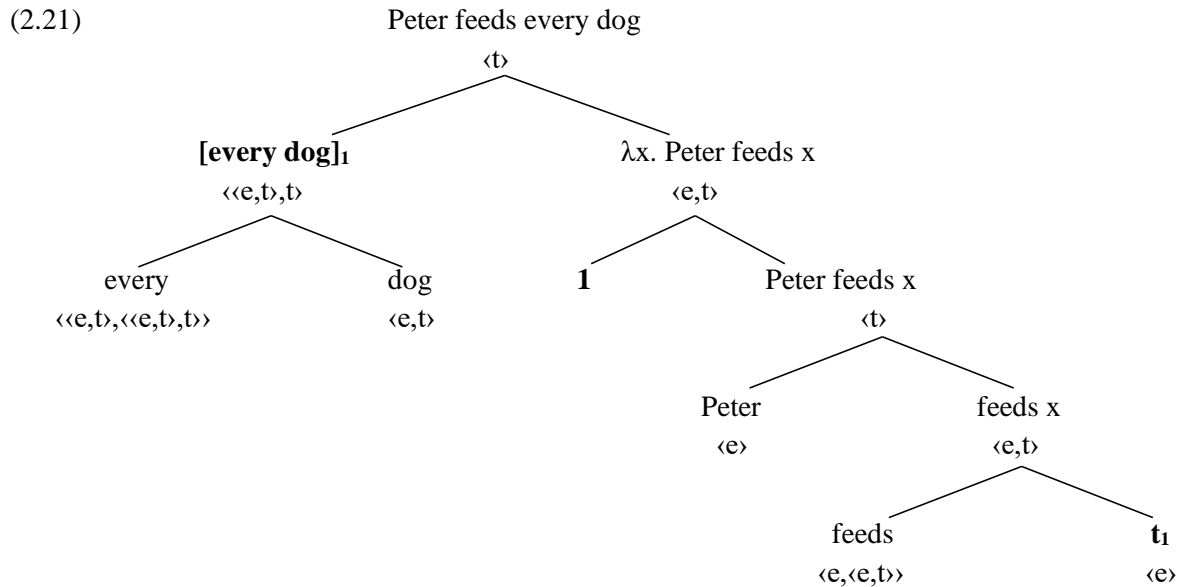 (2.21) Peter feeds every dog
‹t›
[every dog]₁ λx. Peter feeds x
‹‹e,t›,t› ‹e,t›
every dog 1 Peter feeds x
‹‹e,t›,‹‹e,t›,t›› ‹e,t› ‹t›
Peter feeds x
‹e› ‹e,t›
feeds t₁
‹e,‹e,t›› ‹e›